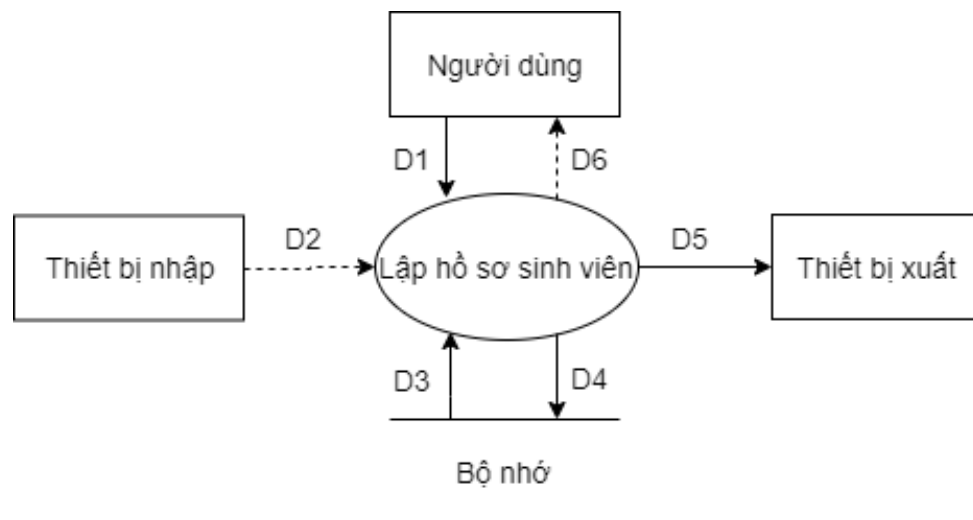 Người dùng
D1
D6
Thiết bị nhập
D2
Lập hồ sơ sinh viên
D5
Thiết bị xuất
D3
D4
Bộ nhớ